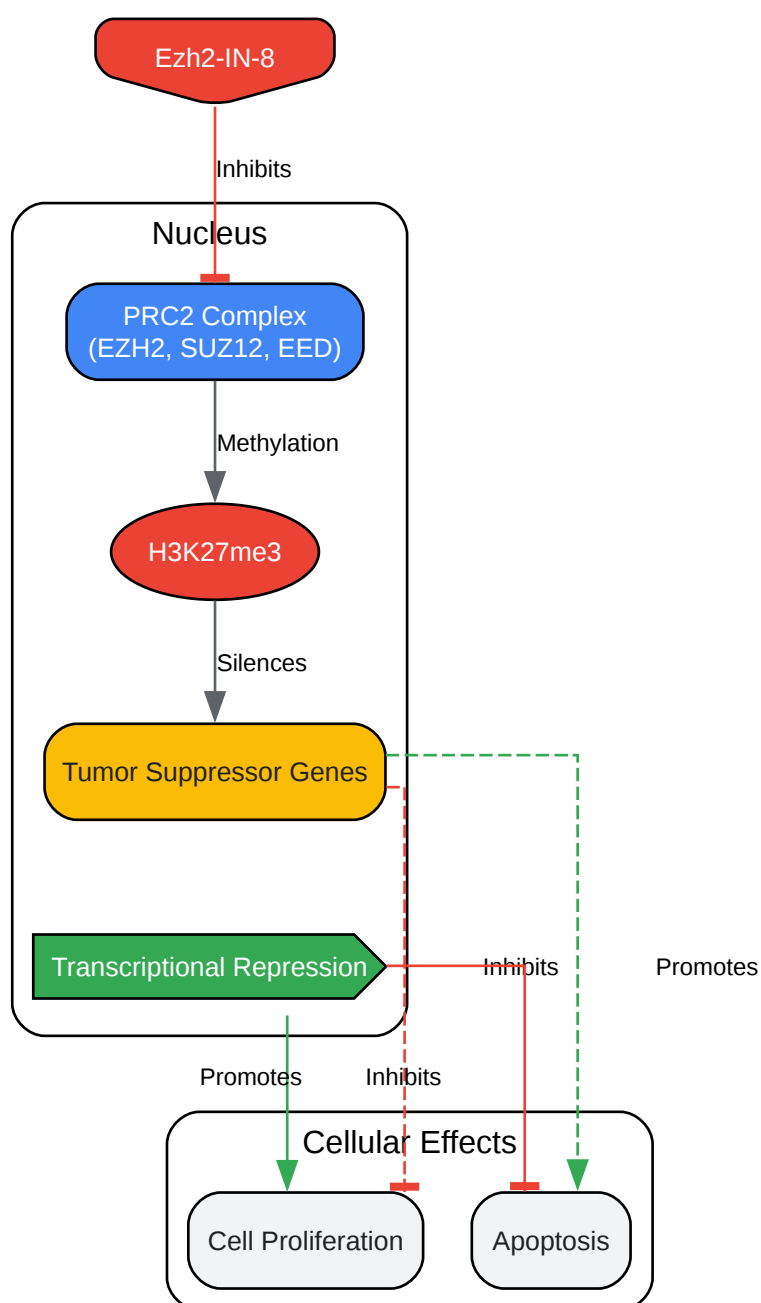 Ezh2-IN-8
Inhibits
Nucleus
PRC2 Complex
(EZH2, SUZ12, EED)
Methylation
H3K27me3
Silences
Tumor Suppressor Genes
Transcriptional Repression
Inhibits
Promotes
Promotes
Inhibits
Cellular Effects
Cell Proliferation
Apoptosis